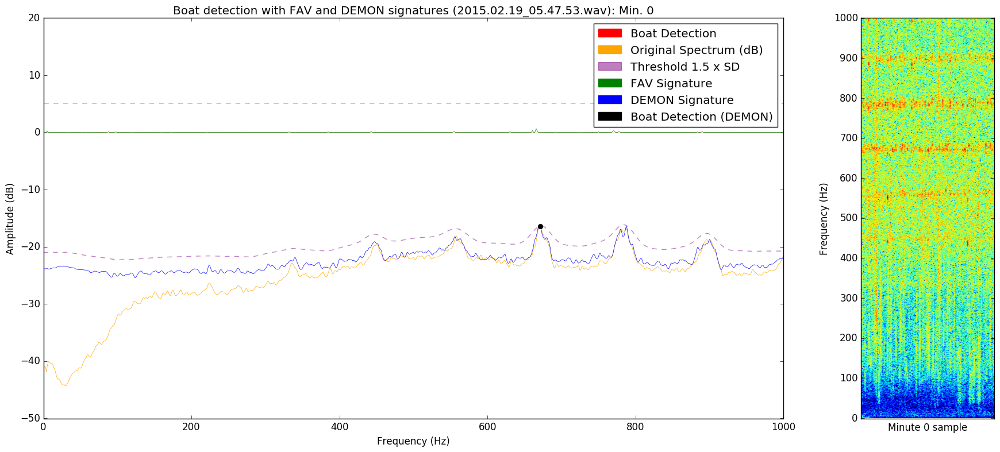 Boat detection with FAV and DEMON signatures (2015.02.19_05.47.53.wav): Min. 0
20
10
0
−10
−20
−30
−40
−50
Amplitude (dB)
0
200
400
600
800
1000
Frequency (Hz)
Boat Detection
Original Spectrum (dB)
Threshold 1.5 x SD
FAV Signature
DEMON Signature
Boat Detection (DEMON)
1000
900
800
700
600
500
400
300
200
100
0
Frequency (Hz)
Minute 0 sample